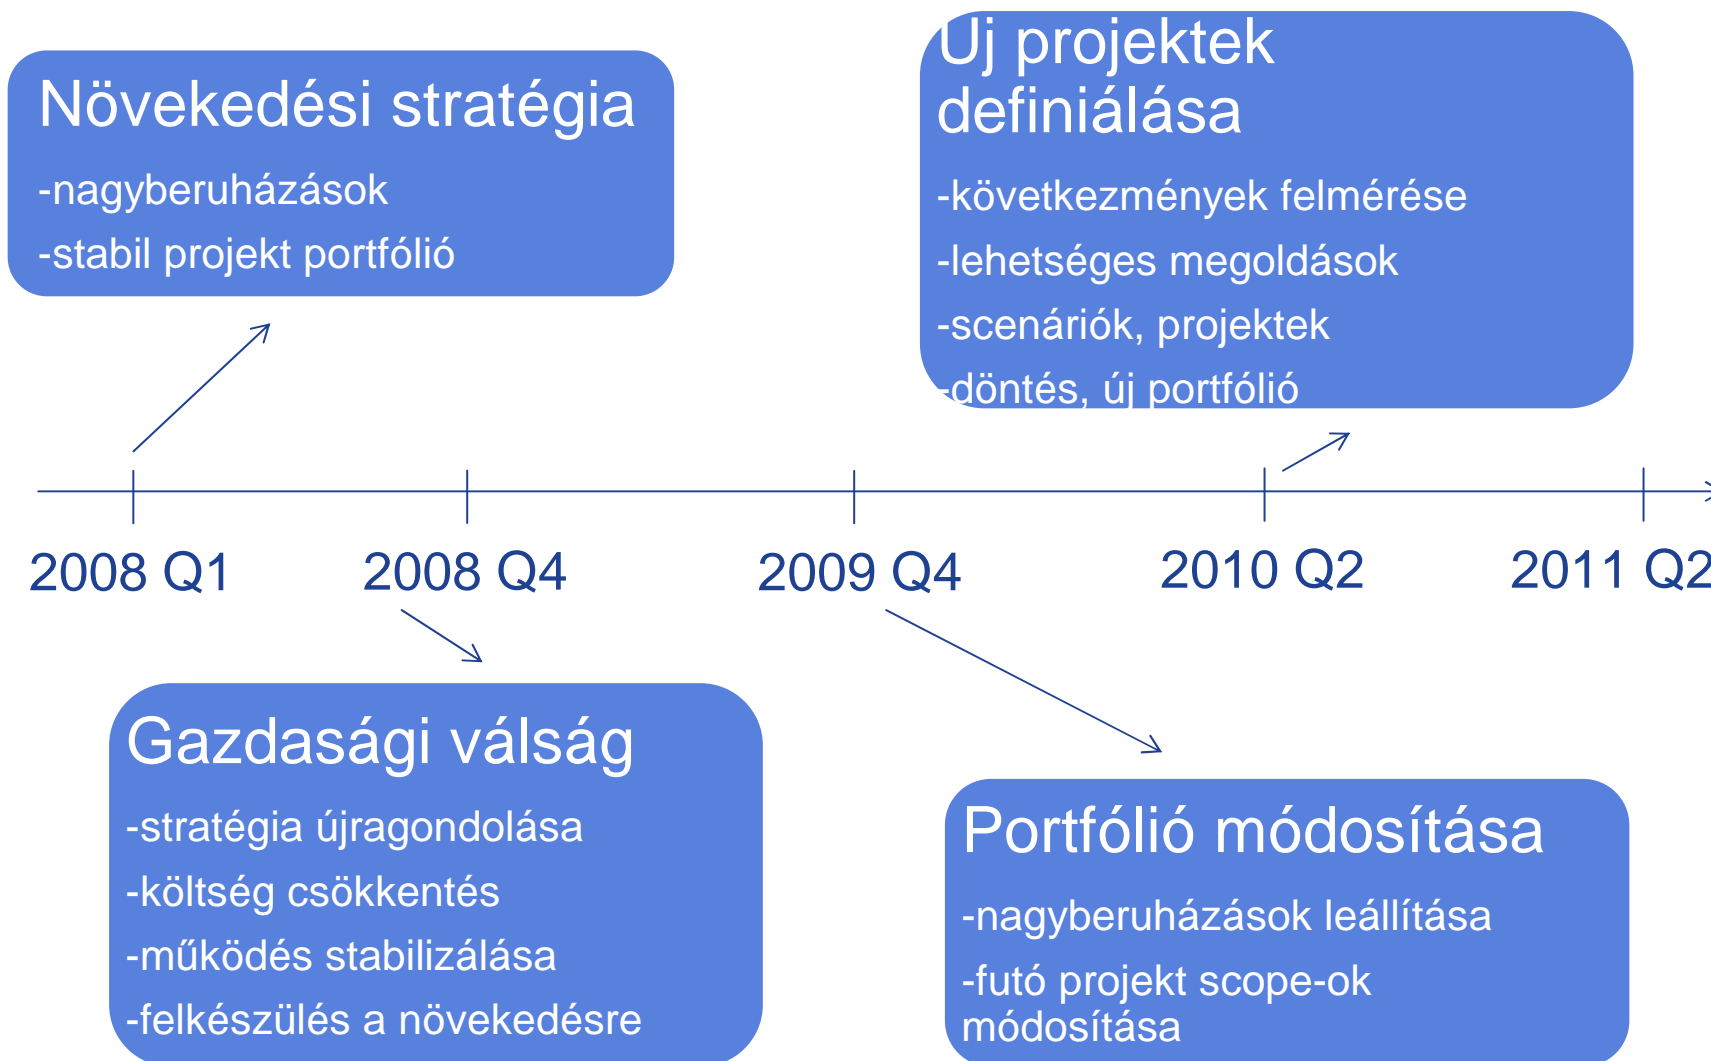 Növekedési stratégia
-nagyberuházások
-stabil projekt portfólió
Új projektek
definiálása
-következmények felmérése
-lehetséges megoldások
-scenáriók, projektek
-döntés, új portfólió
2008 Q1
2008 Q4
2009 Q4
2010 Q2
2011 Q2
Gazdasági válság
-stratégia újragondolása
-költség csökkentés
-működés stabilizálása
-felkészülés a növekedésre
Portfólió módosítása
-nagyberuházások leállítása
-futó projekt scope-ok
módosítása